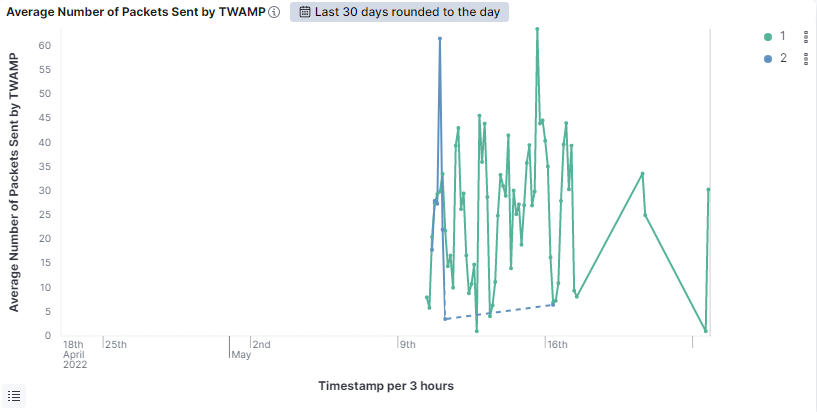 Average Number of Packets Sent by TWAMP
Last 30 days rounded to the day
Average Number of Packets Sent by TWAMP
60
55
50
45
40
35
30
25
20
15
10
5
0
18th
April
2022
25th
2nd
May
9th
16th
Timestamp per 3 hours
1
2